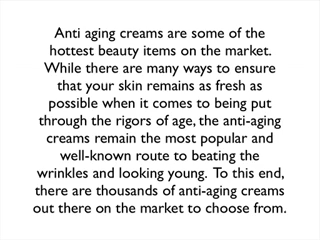 Anti aging creams are some of the
hottest beauty items on the market.
While there are many ways to ensure
that your skin remains as fresh as
possible when it comes to being put
through the rigors of age, the anti-aging
creams remain the most popular and
well-known route to beating the
wrinkles and looking young.  To this end,
there are thousands of anti-aging creams
out there on the market to choose from.